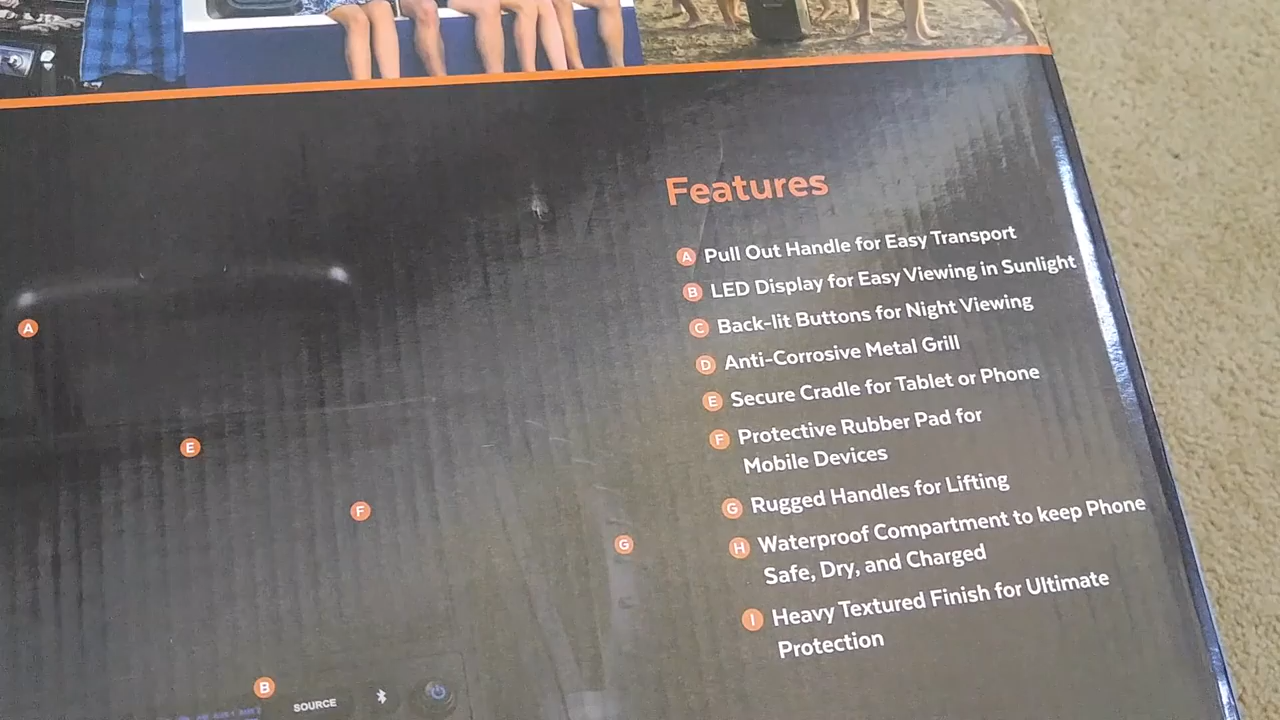 Features
A Pull Out Handle for Easy Transport
B LED Display for Easy Viewing in Sunlight
C Back-lit Buttons for Night Viewing
D Anti-Corrosive Metal Grill
E Secure Cradle for Tablet or Phone
F Protective Rubber Pad for
Mobile Devices
G Rugged Handles for Lifting
H Waterproof Compartment to keep Phone
Safe, Dry, and Charged
I Heavy Textured Finish for Ultimate
Protection
A
E
F
G
B
SOURCE